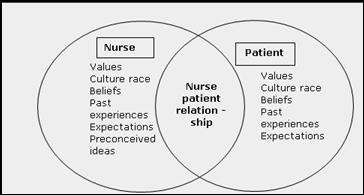 Nurse
Values
Culture race
Beliefs
Past
experiences
Expectations
Preconceived
ideas
Nurse
patient
relation -
ship
Patient
Values
Culture race
Beliefs
Past
experiences
Expectations